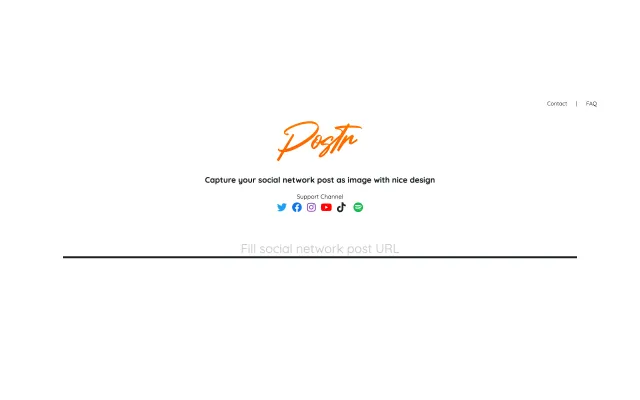 Contact | FAQ
Postr
Capture your social network post as image with nice design
Support Channel
Fill social network post URL